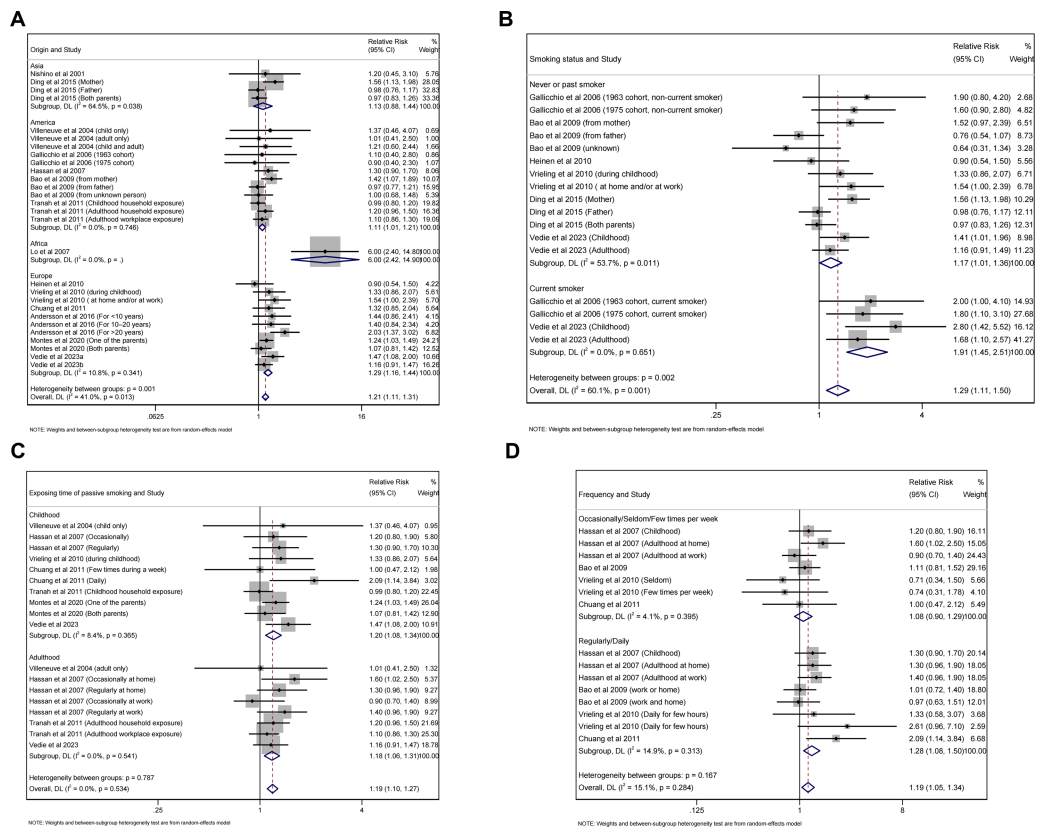 A
Relative Risk %
Origin and Study (95% CI) Weight
Asia
Nishino et al 2001 1.20 (0.45, 3.10) 5.76
Ding et al 2015 (Mother) 1.56 (1.13, 1.98) 28.05
Ding et al 2015 (Father) 0.98 (0.76, 1.17) 32.83
Ding et al 2015 (Both parents) 0.97 (0.83, 1.26) 33.36
Subgroup, DL (I² = 64.5%, p = 0.038) 1.13 (0.88, 1.44) 100.00
America
Villeneuve et al 2004 (child only) 1.37 (0.46, 4.07) 0.69
Villeneuve et al 2004 (adult only) 1.01 (0.41, 2.50) 1.00
Villeneuve et al 2004 (child and adult) 1.21 (0.60, 2.44) 1.66
Gallicchio et al 2006 (1963 cohort) 1.10 (0.40, 2.80) 0.86
Gallicchio et al 2006 (1975 cohort) 0.90 (0.40, 2.30) 1.07
Hassan et al 2007 1.30 (0.90, 1.70) 8.06
Bao et al 2009 (from mother) 1.42 (1.07, 1.89) 10.07
Bao et al 2009 (from father) 0.97 (0.77, 1.21) 15.95
Bao et al 2009 (from unknown person) 1.00 (0.68, 1.48) 5.39
Tranah et al 2011 (Childhood household exposure) 0.99 (0.80, 1.20) 19.82
Tranah et al 2011 (Adulthood household exposure) 1.20 (0.96, 1.50) 16.36
Tranah et al 2011 (Adulthood workplace exposure) 1.10 (0.86, 1.30) 19.09
Subgroup, DL (I² = 0.0%, p = 0.746) 1.11 (1.01, 1.21) 100.00
Africa
Lo et al 2007 6.00 (2.40, 14.80) 100.00
Subgroup, DL (I² = 0.0%, p = .) 6.00 (2.42, 14.90) 100.00
Europe
Heinen et al 2010 0.90 (0.54, 1.50) 4.22
Vrieling et al 2010 (during childhood) 1.33 (0.86, 2.07) 5.61
Vrieling et al 2010 ( at home and/or at work) 1.54 (1.00, 2.39) 5.70
Chuang et al 2011 1.32 (0.85, 2.04) 5.64
Andersson et al 2016 (For <10 years) 1.44 (0.86, 2.41) 4.15
Andersson et al 2016 (For 10–20 years) 1.40 (0.84, 2.34) 4.20
Andersson et al 2016 (For >20 years) 2.03 (1.37, 3.02) 6.82
Montes et al 2020 (One of the parents) 1.24 (1.03, 1.49) 24.21
Montes et al 2020 (Both parents) 1.07 (0.81, 1.42) 12.52
Vedie et al 2023a 1.47 (1.08, 2.00) 10.66
Vedie et al 2023b 1.16 (0.91, 1.47) 16.26
Subgroup, DL (I² = 10.8%, p = 0.341) 1.29 (1.16, 1.44) 100.00
Heterogeneity between groups: p = 0.001
Overall, DL (I² = 41.0%, p = 0.013) 1.21 (1.11, 1.31)
.0625 1 16
NOTE: Weights and between-subgroup heterogeneity test are from random-effects model
B
Relative Risk %
Smoking status and Study (95% CI) Weight
Never or past smoker
Gallicchio et al 2006 (1963 cohort, non-current smoker) 1.90 (0.80, 4.20) 2.68
Gallicchio et al 2006 (1975 cohort, non-current smoker) 1.60 (0.90, 2.80) 4.82
Bao et al 2009 (from mother) 1.52 (0.97, 2.39) 6.51
Bao et al 2009 (from father) 0.76 (0.54, 1.07) 8.73
Bao et al 2009 (unknown) 0.64 (0.31, 1.34) 3.28
Heinen et al 2010 0.90 (0.54, 1.50) 5.56
Vrieling et al 2010 (during childhood) 1.33 (0.86, 2.07) 6.71
Vrieling et al 2010 ( at home and/or at work) 1.54 (1.00, 2.39) 6.78
Ding et al 2015 (Mother) 1.56 (1.13, 1.98) 10.29
Ding et al 2015 (Father) 0.98 (0.76, 1.17) 12.11
Ding et al 2015 (Both parents) 0.97 (0.83, 1.26) 12.31
Vedie et al 2023 (Childhood) 1.41 (1.01, 1.96) 8.98
Vedie et al 2023 (Adulthood) 1.16 (0.91, 1.49) 11.23
Subgroup, DL (I² = 53.7%, p = 0.011) 1.17 (1.01, 1.36) 100.00
Current smoker
Gallicchio et al 2006 (1963 cohort, current smoker) 2.00 (1.00, 4.10) 14.93
Gallicchio et al 2006 (1975 cohort, current smoker) 1.80 (1.10, 3.10) 27.68
Vedie et al 2023 (Childhood) 2.80 (1.42, 5.52) 16.12
Vedie et al 2023 (Adulthood) 1.68 (1.10, 2.57) 41.27
Subgroup, DL (I² = 0.0%, p = 0.651) 1.91 (1.45, 2.51) 100.00
Heterogeneity between groups: p = 0.002
Overall, DL (I² = 60.1%, p = 0.001) 1.29 (1.11, 1.50)
.25 1 4
NOTE: Weights and between-subgroup heterogeneity test are from random-effects model
C
Relative Risk %
Exposing time of passive smoking and Study (95% CI) Weight
Childhood
Villeneuve et al 2004 (child only) 1.37 (0.46, 4.07) 0.95
Hassan et al 2007 (Occasionally) 1.20 (0.80, 1.90) 5.80
Hassan et al 2007 (Regularly) 1.30 (0.90, 1.70) 10.30
Vrieling et al 2010 (during childhood) 1.33 (0.86, 2.07) 5.64
Chuang et al 2011 (Few times during a week) 1.00 (0.47, 2.12) 1.98
Chuang et al 2011 (Daily) 2.09 (1.14, 3.84) 3.02
Tranah et al 2011 (Childhood household exposure) 0.99 (0.80, 1.20) 22.45
Montes et al 2020 (One of the parents) 1.24 (1.03, 1.49) 26.04
Montes et al 2020 (Both parents) 1.07 (0.81, 1.42) 12.90
Vedie et al 2023 1.47 (1.08, 2.00) 10.91
Subgroup, DL (I² = 8.4%, p = 0.365) 1.20 (1.08, 1.34) 100.00
Adulthood
Villeneuve et al 2004 (adult only) 1.01 (0.41, 2.50) 1.32
Hassan et al 2007 (Occasionally at home) 1.60 (1.02, 2.50) 5.37
Hassan et al 2007 (Regularly at home) 1.30 (0.96, 1.90) 9.27
Hassan et al 2007 (Occasionally at work) 0.90 (0.70, 1.40) 8.99
Hassan et al 2007 (Regularly at work) 1.40 (0.96, 1.90) 9.27
Tranah et al 2011 (Adulthood household exposure) 1.20 (0.96, 1.50) 21.69
Tranah et al 2011 (Adulthood workplace exposure) 1.10 (0.86, 1.30) 25.30
Vedie et al 2023 1.16 (0.91, 1.47) 18.78
Subgroup, DL (I² = 0.0%, p = 0.541) 1.18 (1.06, 1.31) 100.00
Heterogeneity between groups: p = 0.787
Overall, DL (I² = 0.0%, p = 0.534) 1.19 (1.10, 1.27)
.25 1 4
NOTE: Weights and between-subgroup heterogeneity test are from random-effects model
D
Relative Risk %
Frequency and Study (95% CI) Weight
Occasionally/Seldom/Few times per week
Hassan et al 2007 (Childhood) 1.20 (0.80, 1.90) 16.11
Hassan et al 2007 (Adulthood at home) 1.60 (1.02, 2.50) 15.05
Hassan et al 2007 (Adulthood at work) 0.90 (0.70, 1.40) 24.43
Bao et al 2009 1.11 (0.81, 1.52) 29.16
Vrieling et al 2010 (Seldom) 0.71 (0.34, 1.50) 5.66
Vrieling et al 2010 (Few times per week) 0.74 (0.31, 1.78) 4.10
Chuang et al 2011 1.00 (0.47, 2.12) 5.49
Subgroup, DL (I² = 4.1%, p = 0.395) 1.08 (0.90, 1.29) 100.00
Regularly/Daily
Hassan et al 2007 (Childhood) 1.30 (0.90, 1.70) 20.14
Hassan et al 2007 (Adulthood at home) 1.30 (0.96, 1.90) 18.05
Hassan et al 2007 (Adulthood at work) 1.40 (0.96, 1.90) 18.05
Bao et al 2009 (work or home) 1.01 (0.72, 1.40) 18.80
Bao et al 2009 (work and home) 0.97 (0.63, 1.51) 12.01
Vrieling et al 2010 (Daily for few hours) 1.33 (0.58, 3.07) 3.68
Vrieling et al 2010 (Daily for few hours) 2.61 (0.96, 7.10) 2.59
Chuang et al 2011 2.09 (1.14, 3.84) 6.68
Subgroup, DL (I² = 14.9%, p = 0.313) 1.28 (1.08, 1.50) 100.00
Heterogeneity between groups: p = 0.167
Overall, DL (I² = 15.1%, p = 0.284) 1.19 (1.05, 1.34)
.125 1 8
NOTE: Weights and between-subgroup heterogeneity test are from random-effects model